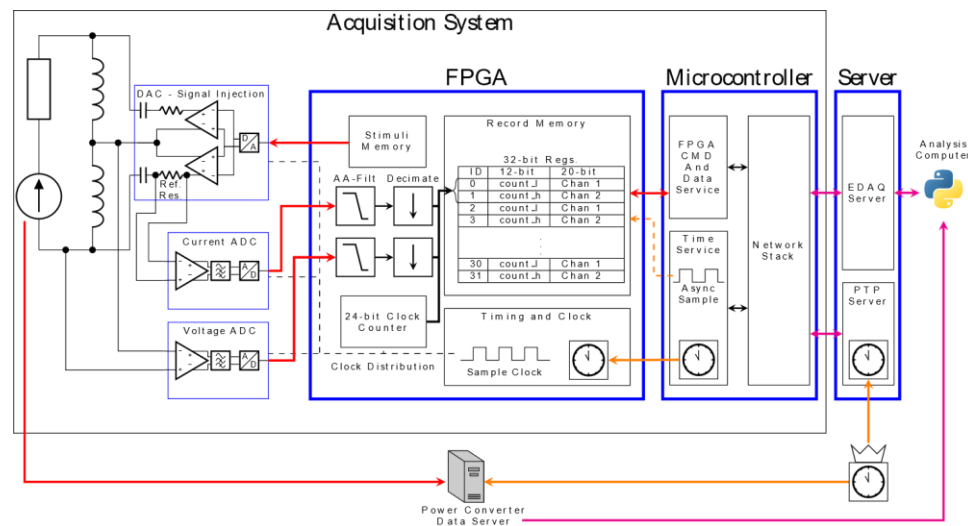 Acquisition System
FPGA
Microcontroller
Server
DAC - Signal Injection
D/A
Ref.
Res.
Current ADC
A/D
Voltage ADC
A/D
Stimuli
Memory
AA-Filt Decimate
24-bit Clock
Counter
Clock Distribution
Record Memory
32-bit Regs.
ID 12-bit 20-bit
0 count_l Chan 1
1 count_h Chan 2
2 count_l Chan 1
3 count_h Chan 2
:
30 count_l Chan 1
31 count_h Chan 2
Timing and Clock
Sample Clock
FPGA
CMD
And
Data
Service
Time
Service
Async
Sample
Network
Stack
EDAQ
Server
PTP
Server
Analysis
Computer
Power Converter
Data Server